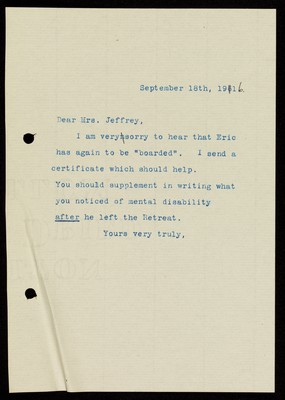 September 18th, 1916.
Dear Mrs. Jeffrey,
I am very sorry to hear that Eric
has again to be "boarded". I send a
certificate which should help.
You should supplement in writing what
you noticed of mental disability
after he left the Retreat.
Yours very truly,